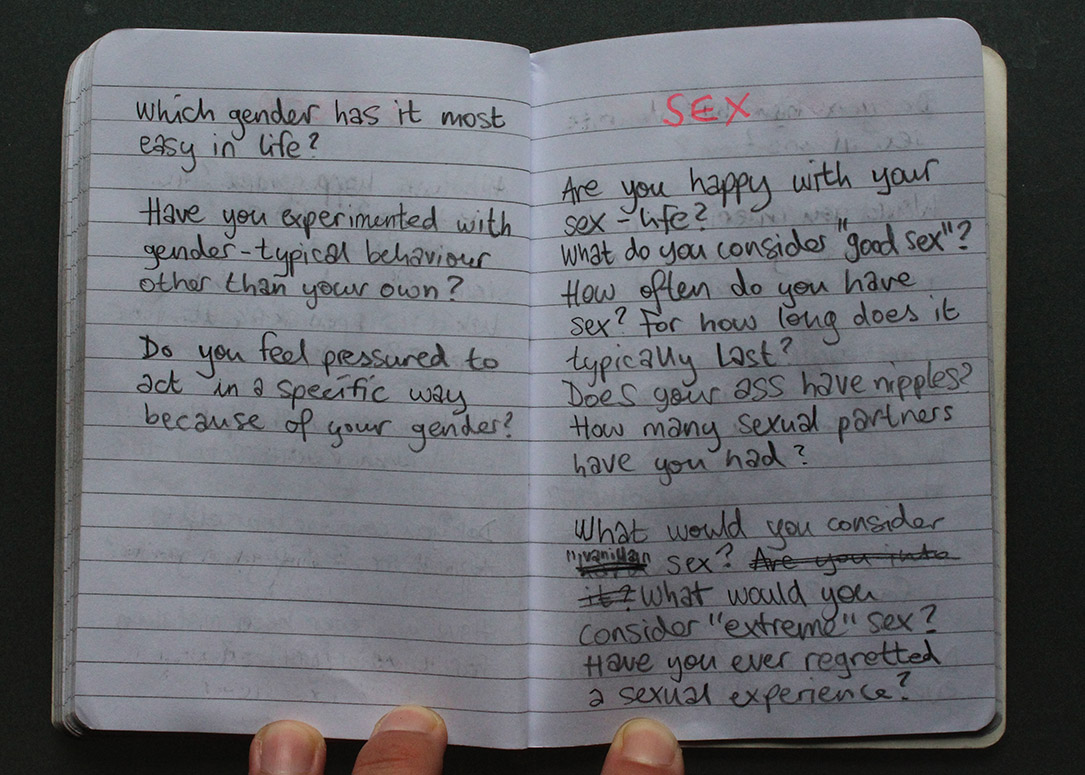 Which gender has it most
easy in life?
Have you experimented with
gender-typical behaviour
other than your own?
Do you feel pressured to
act in a specific way
because of your gender?
SEX
Are you happy with your
sex-life?
What do you consider "good sex"?
How often do you have
sex? For how long does it
typically last?
Does your ass have nipples?
How many sexual partners
have you had?
What would you consider
"vanilla" sex? Are you into
it? What would you
consider "extreme" sex?
Have you ever regretted
a sexual experience?